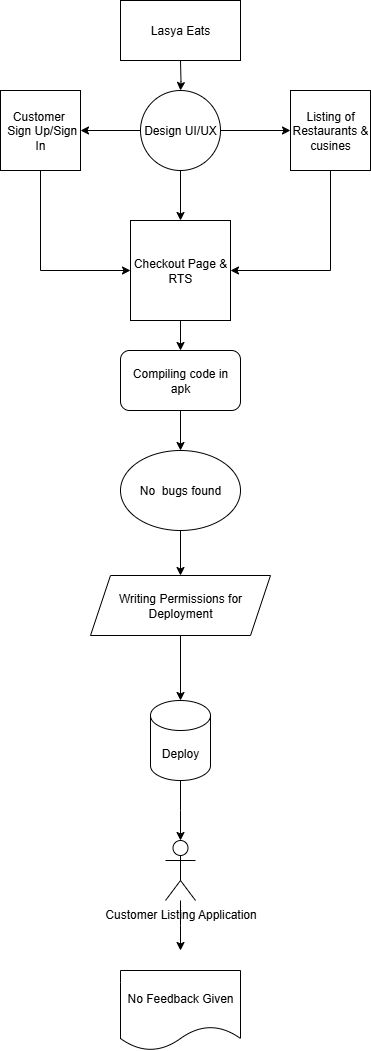 Lasya Eats
Customer
Sign Up/Sign
In
Design UI/UX
Listing of
Restaurants &
cusines
Checkout Page &
RTS
Compiling code in
apk
No bugs found
Writing Permissions for
Deployment
Deploy
Customer Listing Application
No Feedback Given